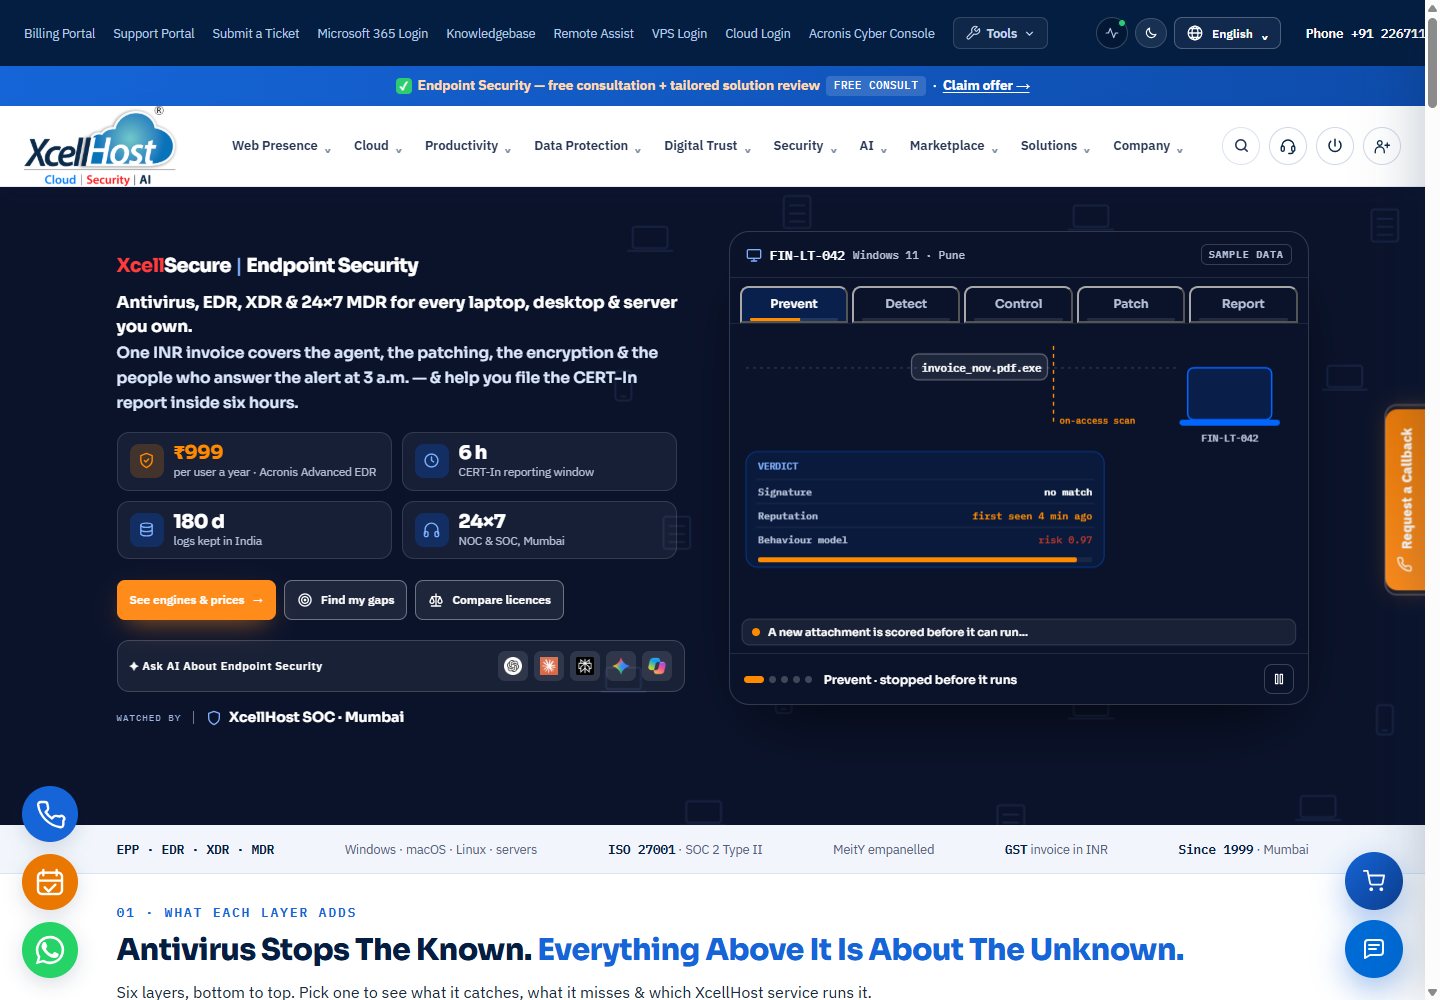 Billing Portal Support Portal Submit a Ticket Microsoft 365 Login Knowledgebase Remote Assist VPS Login Cloud Login Acronis Cyber Console Tools English Phone +91 226711
✅ Endpoint Security — free consultation + tailored solution review FREE CONSULT · Claim offer →
XcellHost®
Cloud | Security | AI
Web Presence Cloud Productivity Data Protection Digital Trust Security AI Marketplace Solutions Company
XcellSecure | Endpoint Security
Antivirus, EDR, XDR & 24×7 MDR for every laptop, desktop & server
you own.
One INR invoice covers the agent, the patching, the encryption & the
people who answer the alert at 3 a.m. — & help you file the CERT-In
report inside six hours.
₹999
per user a year · Acronis Advanced EDR
6 h
CERT-In reporting window
180 d
logs kept in India
24×7
NOC & SOC, Mumbai
See engines & prices →
Find my gaps
Compare licences
✦ Ask AI About Endpoint Security
WATCHED BY XcellHost SOC · Mumbai
FIN-LT-042 Windows 11 · Pune SAMPLE DATA
Prevent Detect Control Patch Report
invoice_nov.pdf.exe
on-access scan
FIN-LT-042
VERDICT
Signature no match
Reputation first seen 4 min ago
Behaviour model risk 0.97
A new attachment is scored before it can run...
Prevent · stopped before it runs
Request a Callback
EPP · EDR · XDR · MDR Windows · macOS · Linux · servers ISO 27001 · SOC 2 Type II MeitY empanelled GST invoice in INR Since 1999 · Mumbai
01 · WHAT EACH LAYER ADDS
Antivirus Stops The Known. Everything Above It Is About The Unknown.
Six layers, bottom to top. Pick one to see what it catches, what it misses & which XcellHost service runs it.